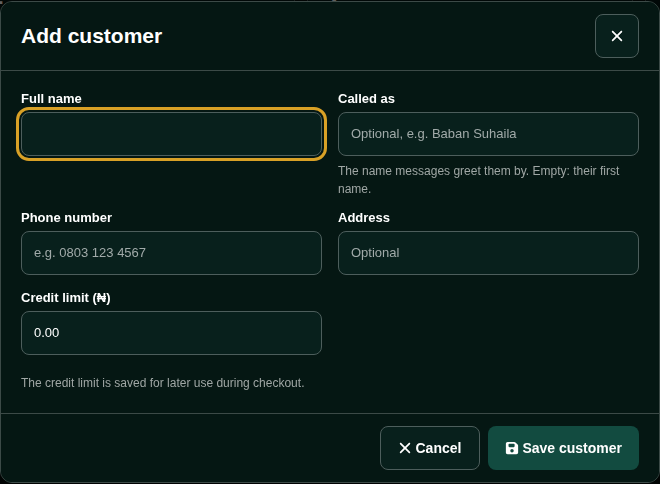 Add customer
Full name
Called as
Optional, e.g. Baban Suhaila
The name messages greet them by. Empty: their first
name.
Phone number
Address
e.g. 0803 123 4567
Optional
Credit limit (₦)
0.00
The credit limit is saved for later use during checkout.
Cancel
Save customer